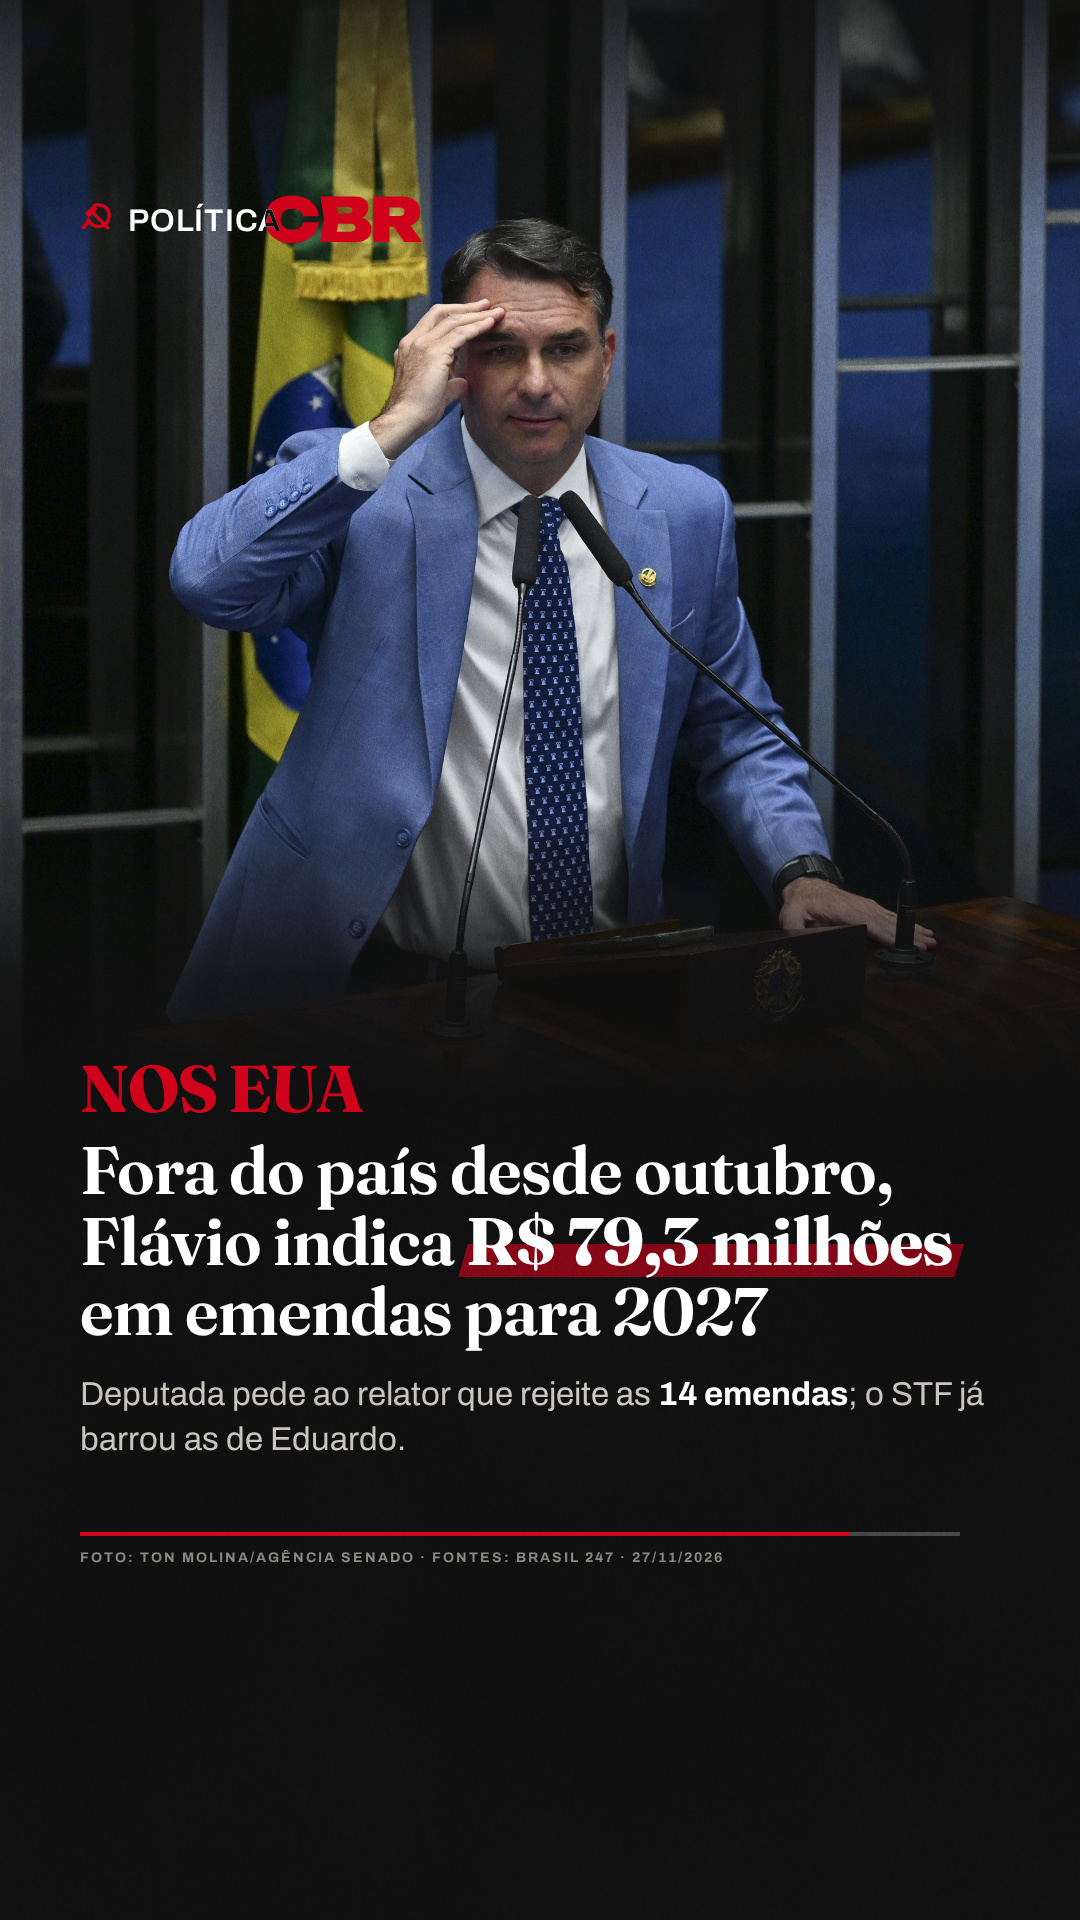 POLÍTICA CBR
NOS EUA
Fora do país desde outubro,
Flávio indica R$ 79,3 milhões
em emendas para 2027
Deputada pede ao relator que rejeite as 14 emendas; o STF já
barrou as de Eduardo.
FOTO: TON MOLINA/AGÊNCIA SENADO · FONTES: BRASIL 247 · 27/11/2026